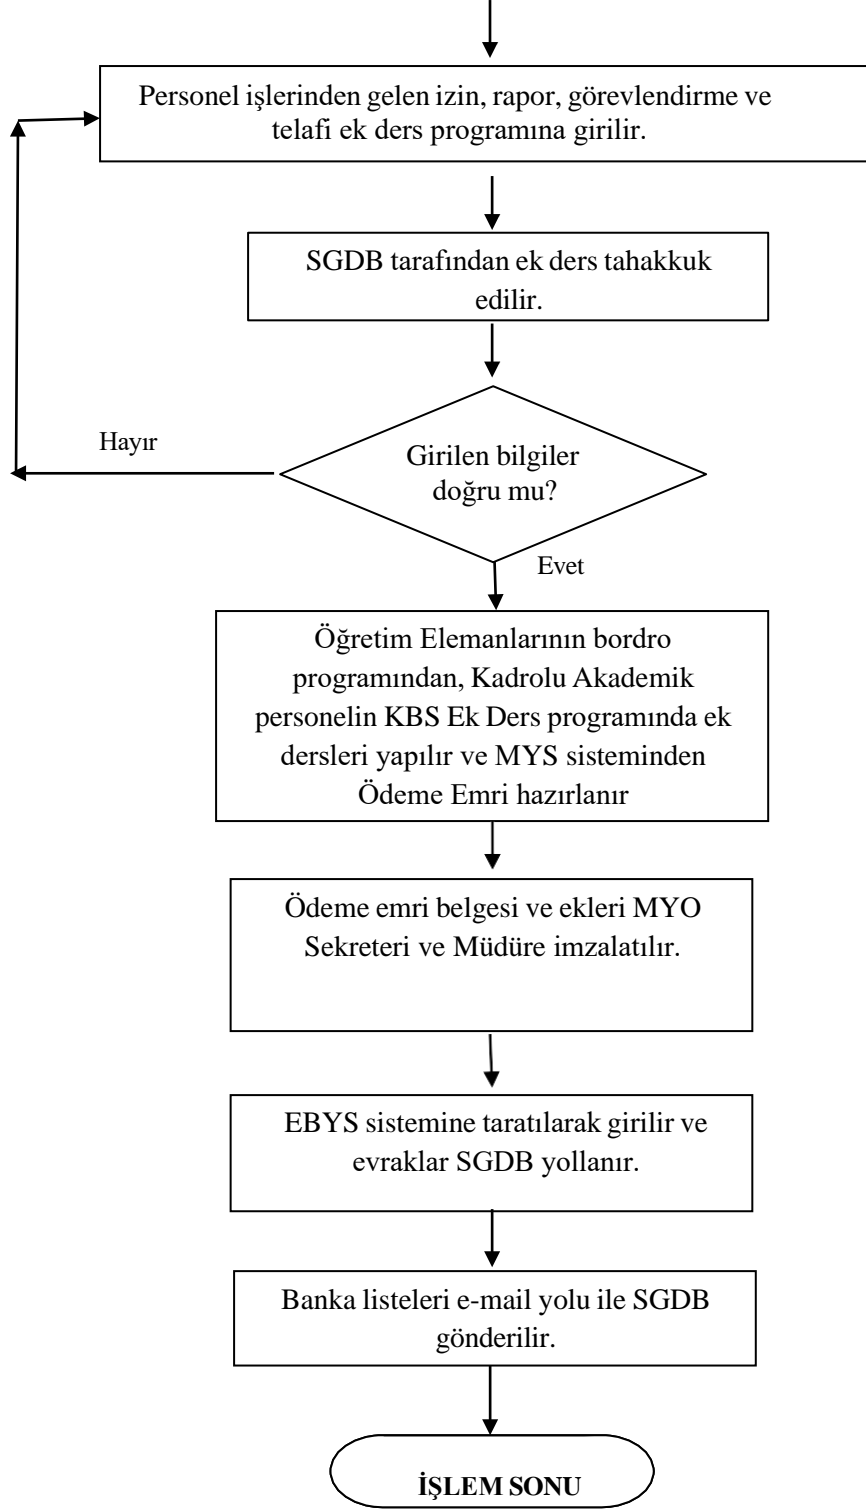 Personel işlerinden gelen izin, rapor, görevlendirme ve
telafi ek ders programına girilir.
SGDB tarafından ek ders tahakkuk
edilir.
Hayır
Girilen bilgiler
doğru mu?
Evet
Öğretim Elemanlarının bordro
programından, Kadrolu Akademik
personelin KBS Ek Ders programında ek
dersleri yapılır ve MYS sisteminden
Ödeme Emri hazırlanır
Ödeme emri belgesi ve ekleri MYO
Sekreteri ve Müdüre imzalatılır.
EBYS sistemine taratılarak girilir ve
evraklar SGDB yollanır.
Banka listeleri e-mail yolu ile SGDB
gönderilir.
İŞLEM SONU